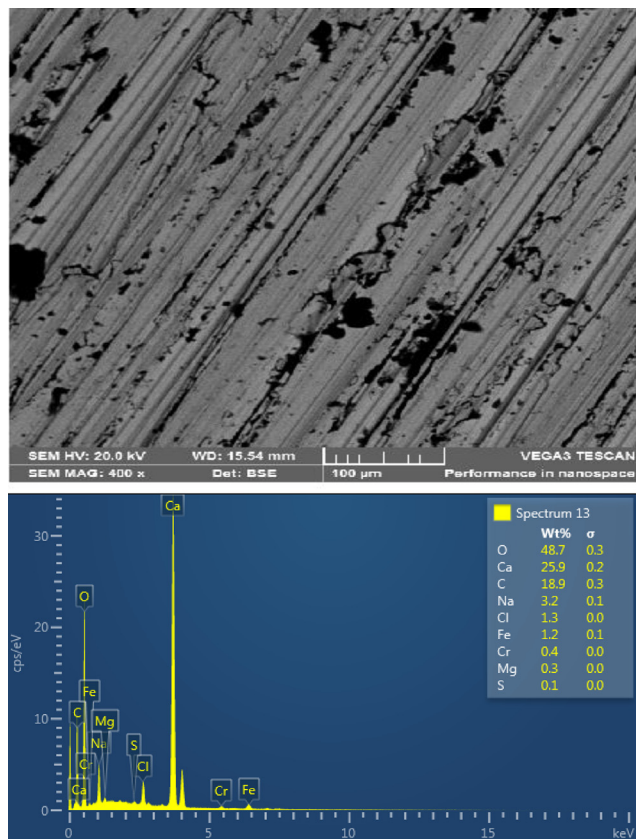 SEM HV: 20.0 kV WD: 15.54 mm VEGA3 TESCAN
SEM MAG: 400 x Det: BSE 100 µm Performance in nanospace
Spectrum 13
Wt% σ
O 48.7 0.3
Ca 25.9 0.2
C 18.9 0.3
Na 3.2 0.1
Cl 1.3 0.0
Fe 1.2 0.1
Cr 0.4 0.0
Mg 0.3 0.0
S 0.1 0.0
Ca
30
O
20
cps/eV
Fe
C
10
Mg
Na
S
Cr
Cl
Ca
Cr
Fe
0
0 5 10 15 keV